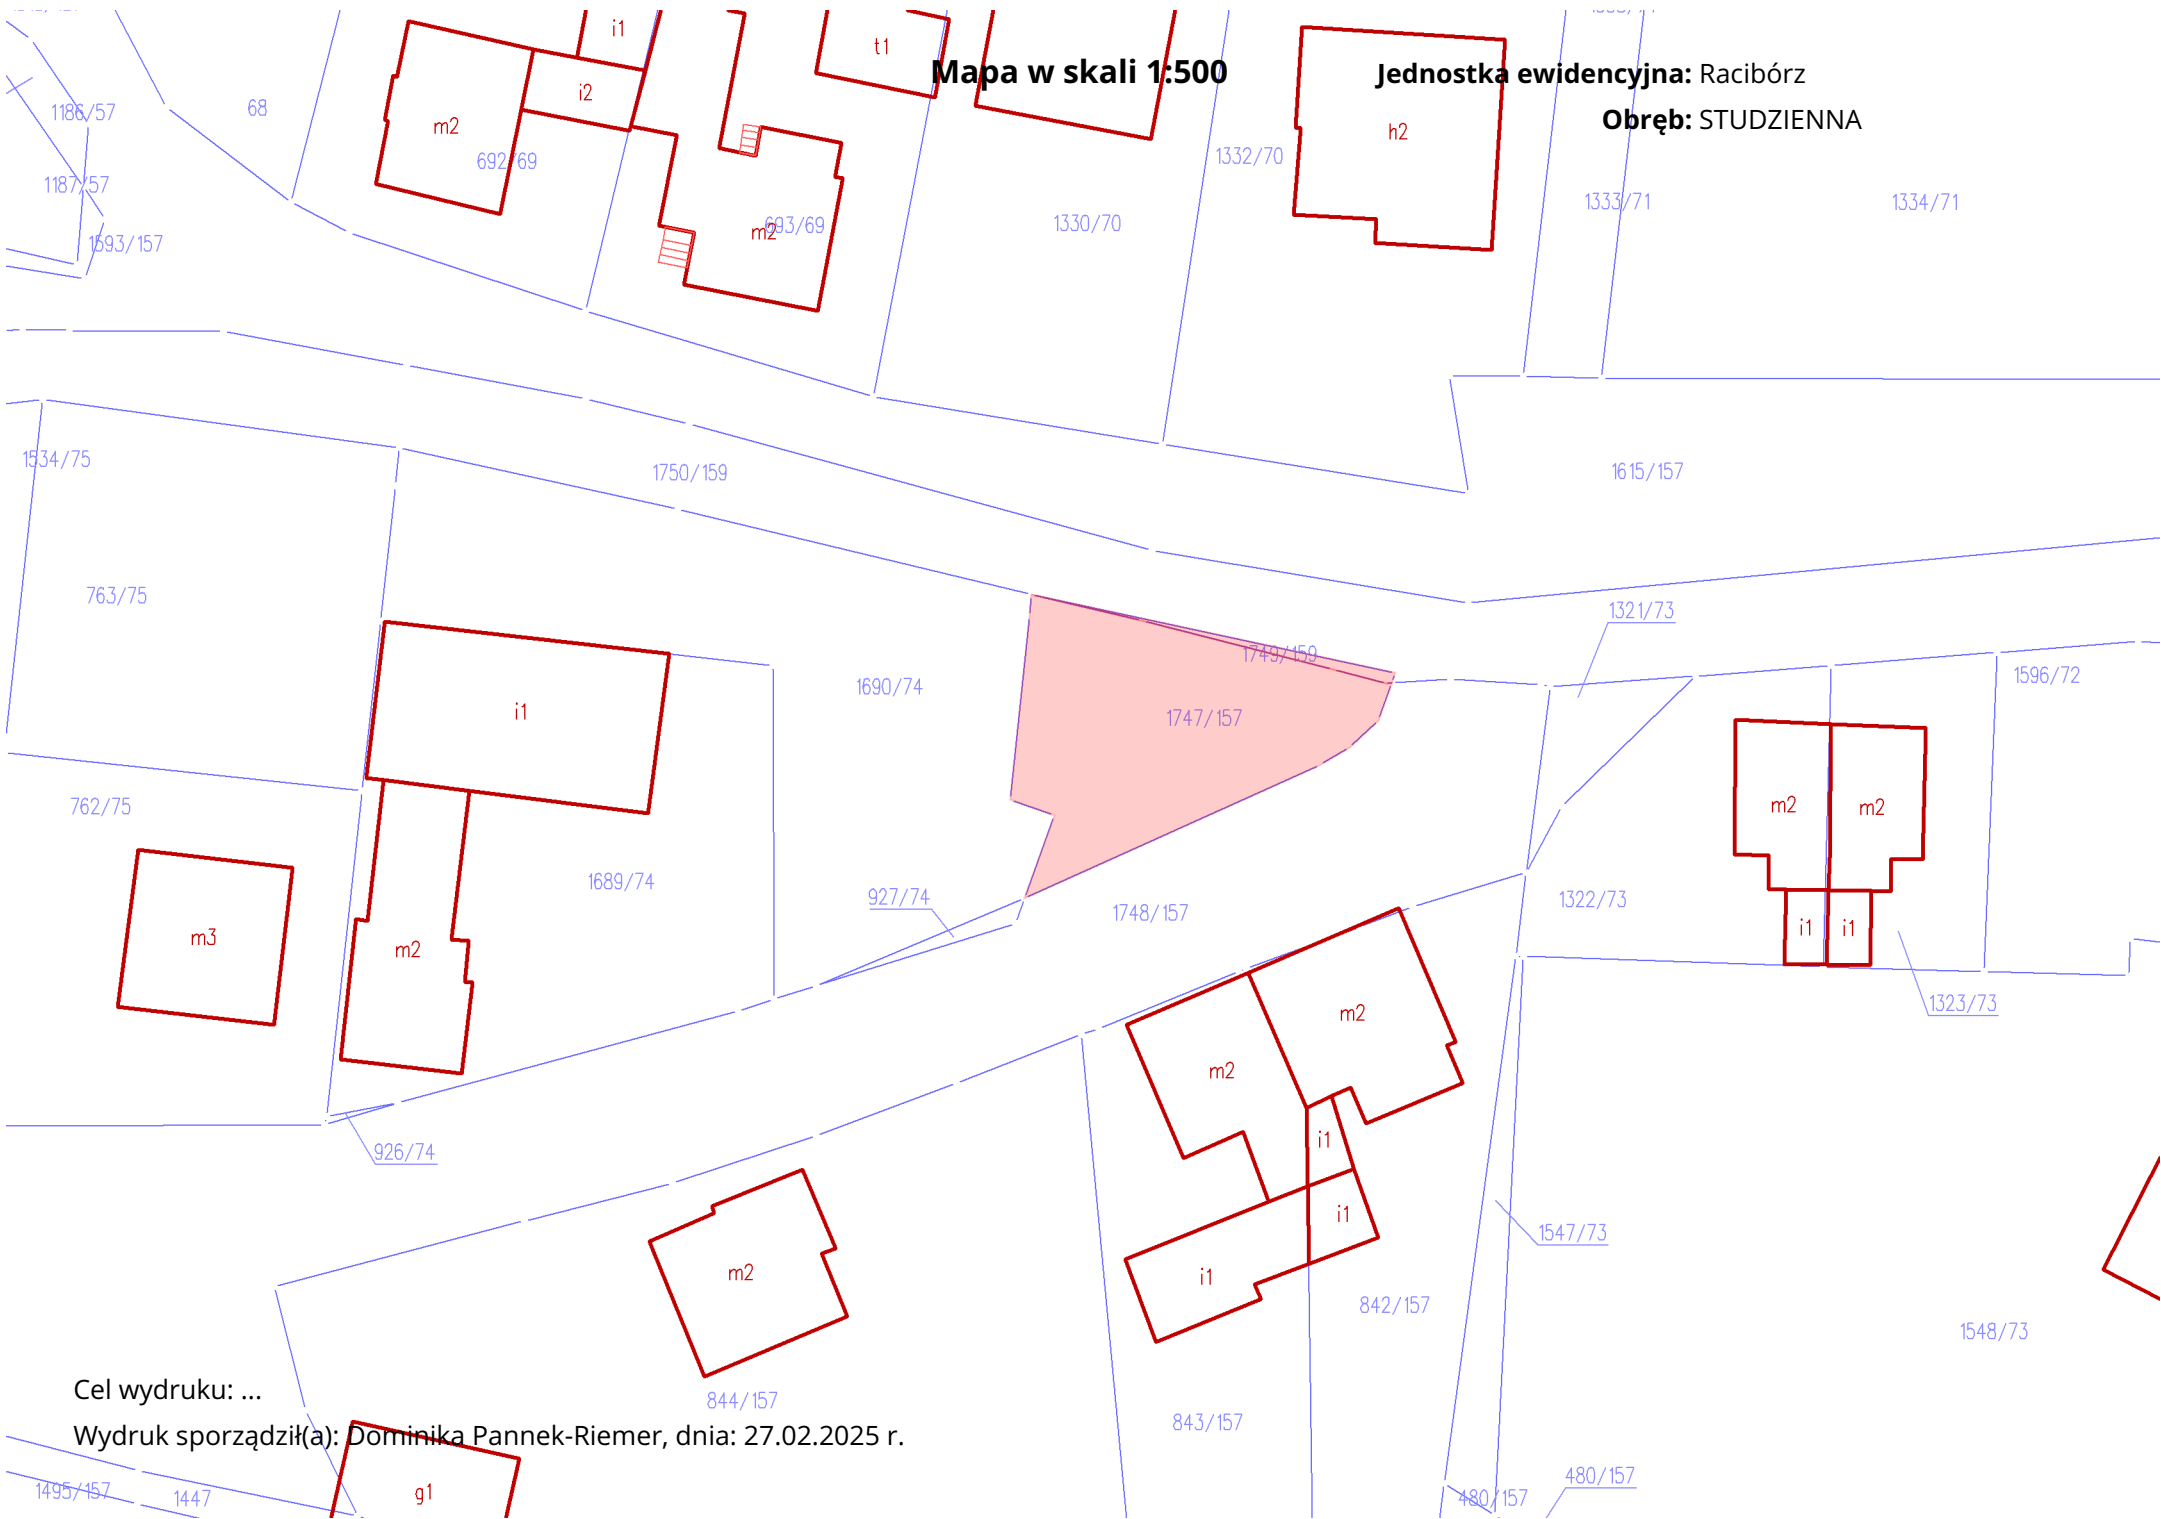 i1
t1
Mapa w skali 1:500
Jednostka ewidencyjna: Racibórz
i2
1186/57
68
m2
h2
Obręb: STUDZIENNA
692/69
1332/70
1187/57
1333/71
1334/71
693/69
m2
1330/70
1593/157
1534/75
1750/159
1615/157
763/75
1321/73
1749/159
1596/72
1690/74
i1
1747/157
762/75
m2
m2
1689/74
927/74
1322/73
1748/157
m3
i1
i1
m2
1323/73
m2
m2
i1
926/74
i1
1547/73
m2
i1
842/157
1548/73
Cel wydruku: ...
844/157
843/157
Wydruk sporządził(a): Dominika Pannek-Riemer, dnia: 27.02.2025 r.
480/157
1495/157
1447
g1
480/157